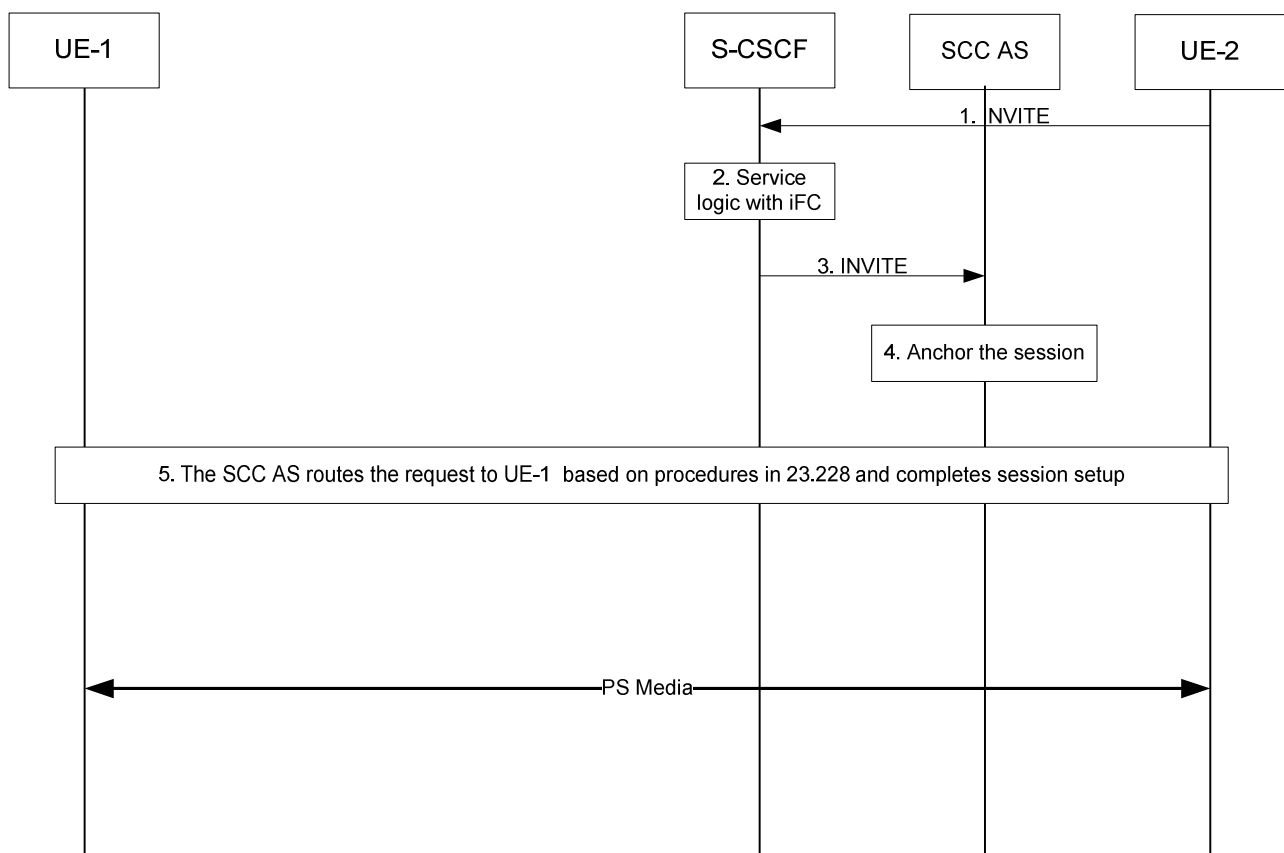 UE-1
S-CSCF
SCC AS
UE-2
1. NVITE
2. Service
logic with iFC
3. INVITE
4. Anchor the session
5. The SCC AS routes the request to UE-1 based on procedures in 23.228 and completes session setup
PS Media